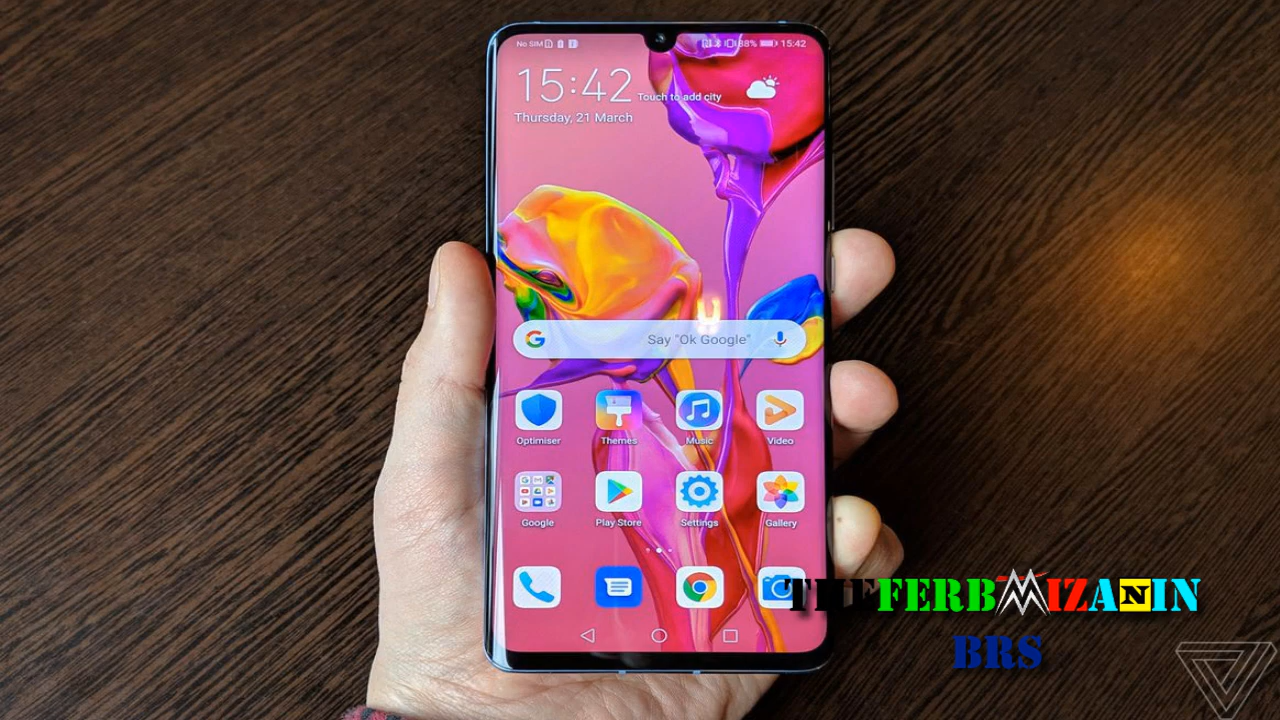 No SIM 88% 15:42
15:42 Touch to add city
Thursday, 21 March
Say "Ok Google"
Optimiser Themes Music Video
Google Play Store Settings Gallery
THEFERBMIZANIN
BRS